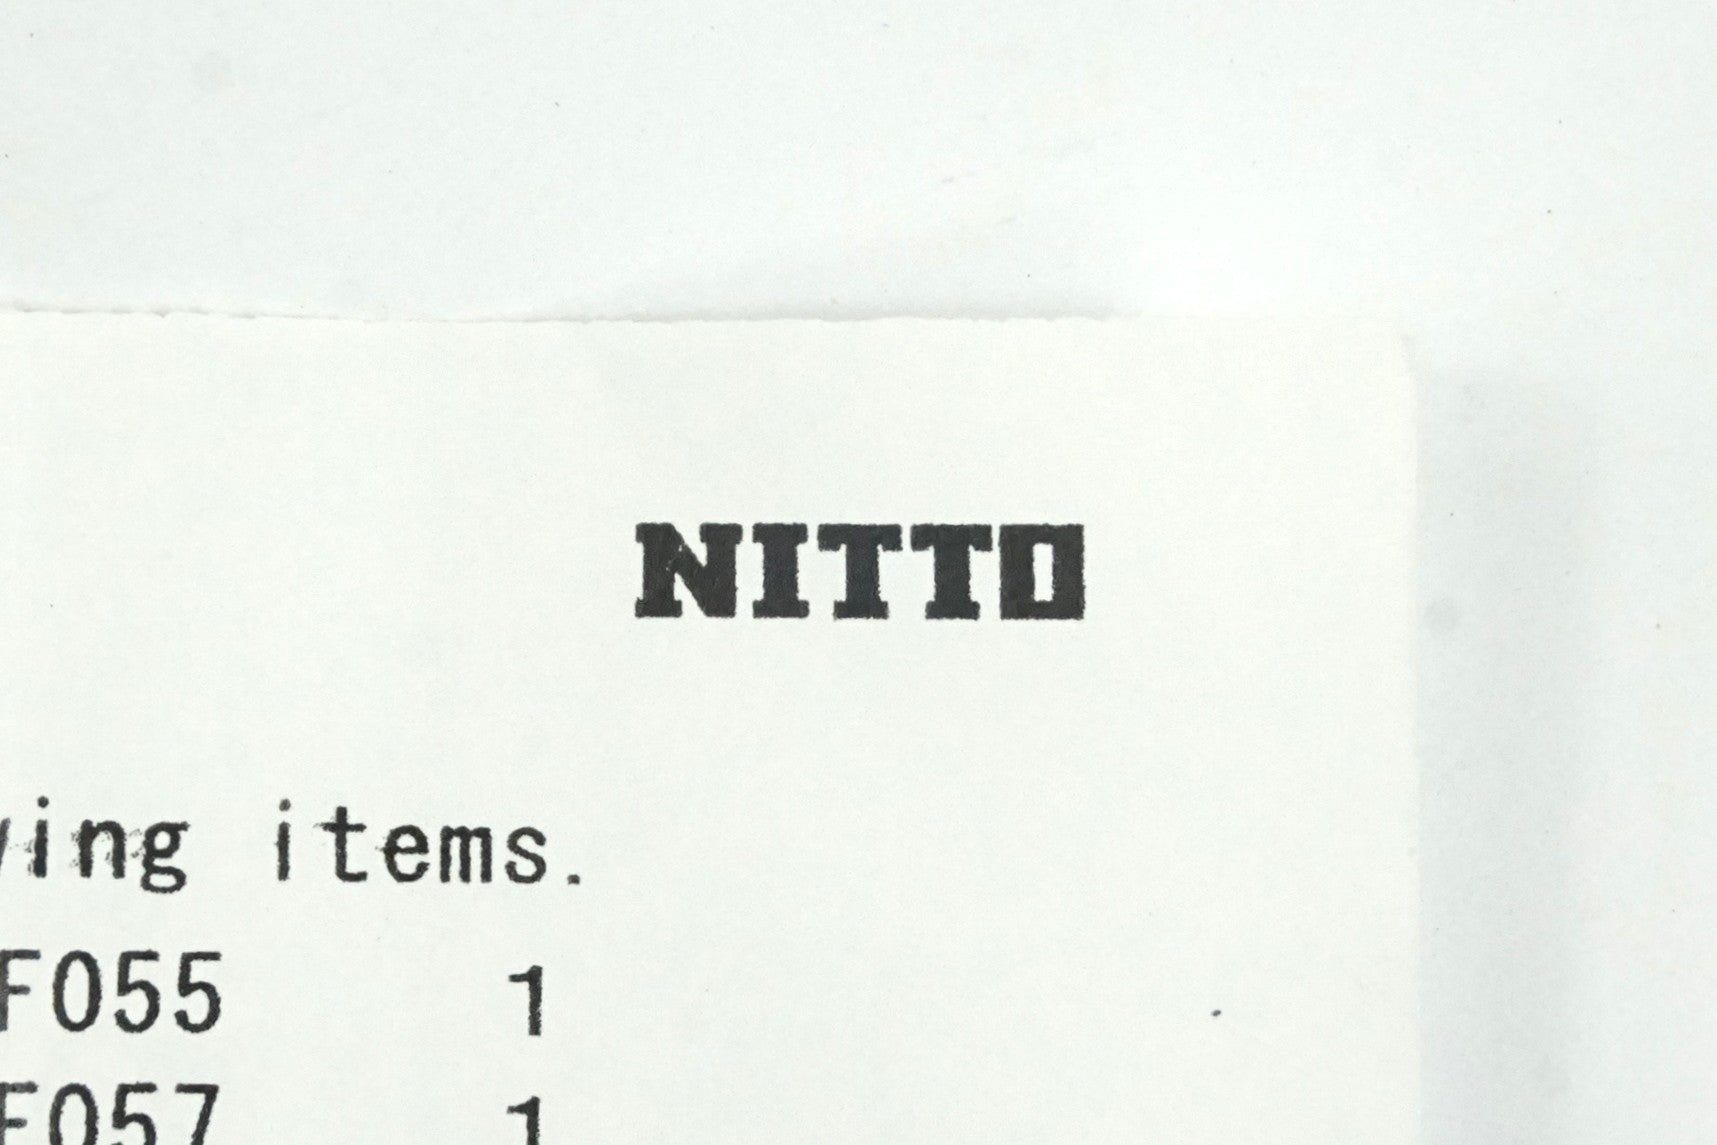 NITTO
ing items.
F055 1
F057 1